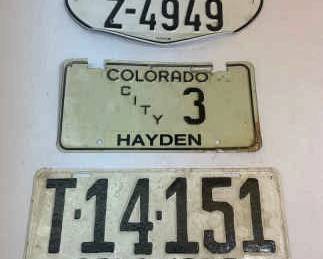 Z-4949
COLORADO
CITY 3
HAYDEN
T·14·151